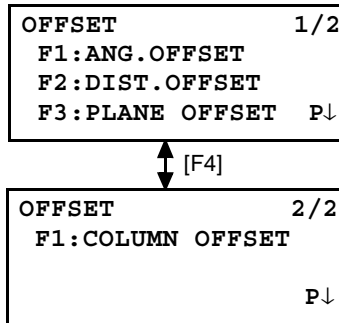 OFFSET 1/2
F1:ANG.OFFSET
F2:DIST.OFFSET
F3:PLANE OFFSET P↓
[F4]
OFFSET 2/2
F1:COLUMN OFFSET
P↓